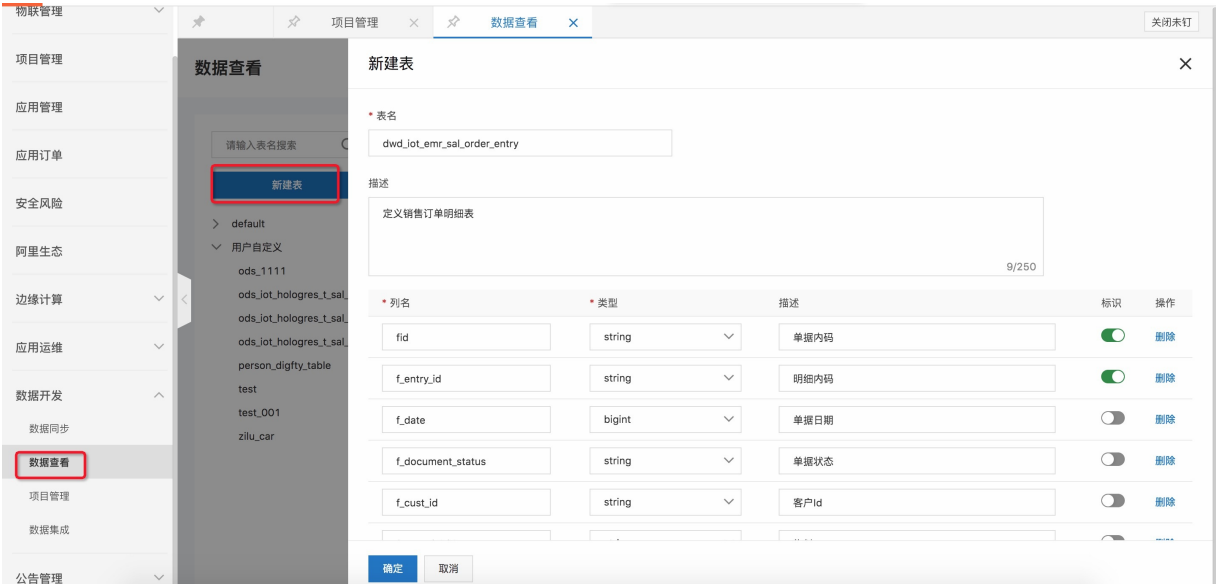 物联管理
项目管理
应用管理
应用订单
安全风险
阿里生态
边缘计算
应用运维
数据开发
数据同步
数据查看
项目管理
数据集成
公告管理
项目管理
数据查看
关闭未钉
数据查看
请输入表名搜索
新建表
default
用户自定义
ods_1111
ods_iot_hologres_t_sal_
ods_iot_hologres_t_sal_
ods_iot_hologres_t_sal_
person_digfty_table
test
test_001
zilu_car
新建表
* 表名
dwd_iot_emr_sal_order_entry
描述
定义销售订单明细表
9/250
* 列名 * 类型 描述 标识 操作
fid string 单据内码 删除
f_entry_id string 明细内码 删除
f_date bigint 单据日期 删除
f_document_status string 单据状态 删除
f_cust_id string 客户Id 删除
确定 取消